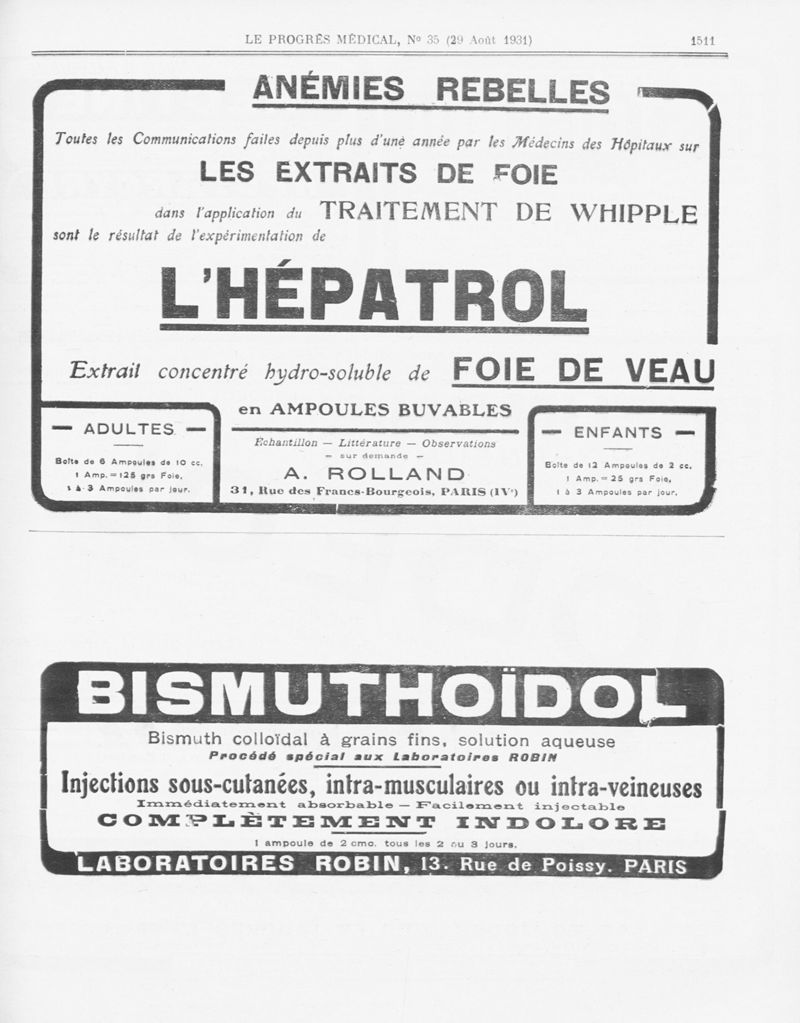 LE PROGRÈS MÉDICAL, Nº 35 (29 Août 1931) 1511
ANÉMIES REBELLES
Toutes les Communications faites depuis plus d'une année par les Médecins des Hôpitaux sur
LES EXTRAITS DE FOIE
dans l'application du TRAITEMENT DE WHIPPLE
sont le résultat de l'expérimentation de
L'HÉPATROL
Extrait concentré hydro-soluble de FOIE DE VEAU
en AMPOULES BUVABLES
— ADULTES —
Boîte de 6 Ampoules de 10 cc.
1 Amp. = 125 grs Foie,
1 à 3 Ampoules par jour.
Échantillon — Littérature — Observations
— sur demande —
A. ROLLAND
31, Rue des Francs-Bourgeois, PARIS (IVᵉ)
— ENFANTS —
Boîte de 12 Ampoules de 2 cc.
1 Amp. = 25 grs Foie,
1 à 3 Ampoules par jour.
BISMUTHOÏDOL
Bismuth colloïdal à grains fins, solution aqueuse
Procédé spécial aux Laboratoires ROBIN
Injections sous-cutanées, intra-musculaires ou intra-veineuses
Immédiatement absorbable — Facilement injectable
COMPLÈTEMENT INDOLORE
1 ampoule de 2 cmc. tous les 2 ou 3 jours.
LABORATOIRES ROBIN, 13. Rue de Poissy. PARIS